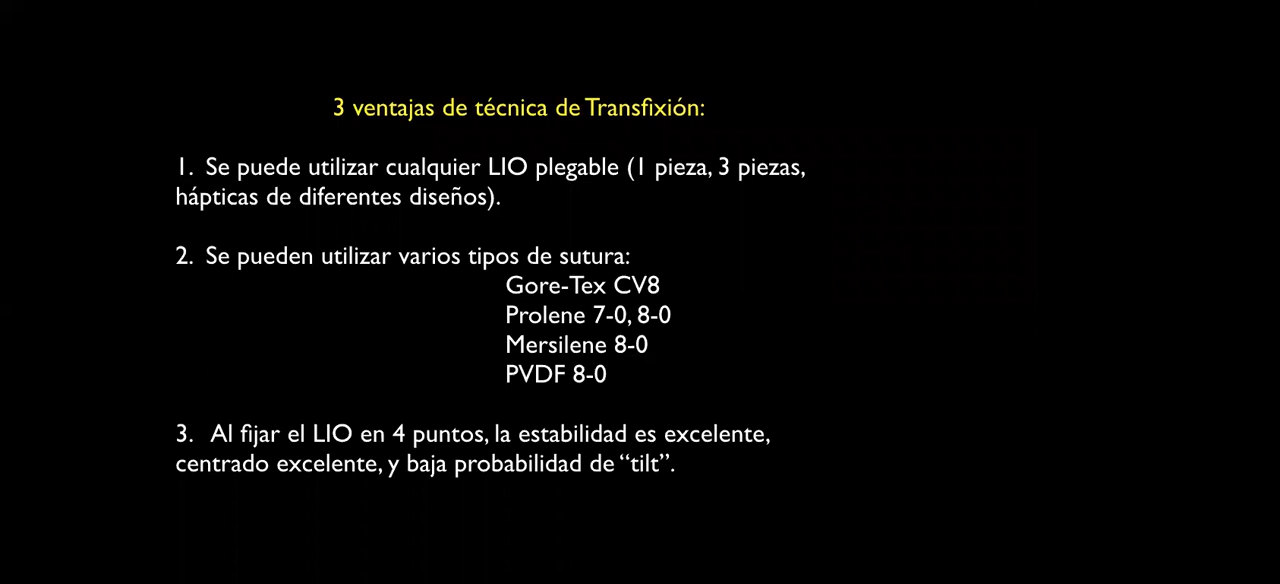 3 ventajas de técnica de Transfixión:
1. Se puede utilizar cualquier LIO plegable (1 pieza, 3 piezas,
hápticas de diferentes diseños).
2. Se pueden utilizar varios tipos de sutura:
Gore-Tex CV8
Prolene 7-0, 8-0
Mersilene 8-0
PVDF 8-0
3. Al fijar el LIO en 4 puntos, la estabilidad es excelente,
centrado excelente, y baja probabilidad de “tilt”.